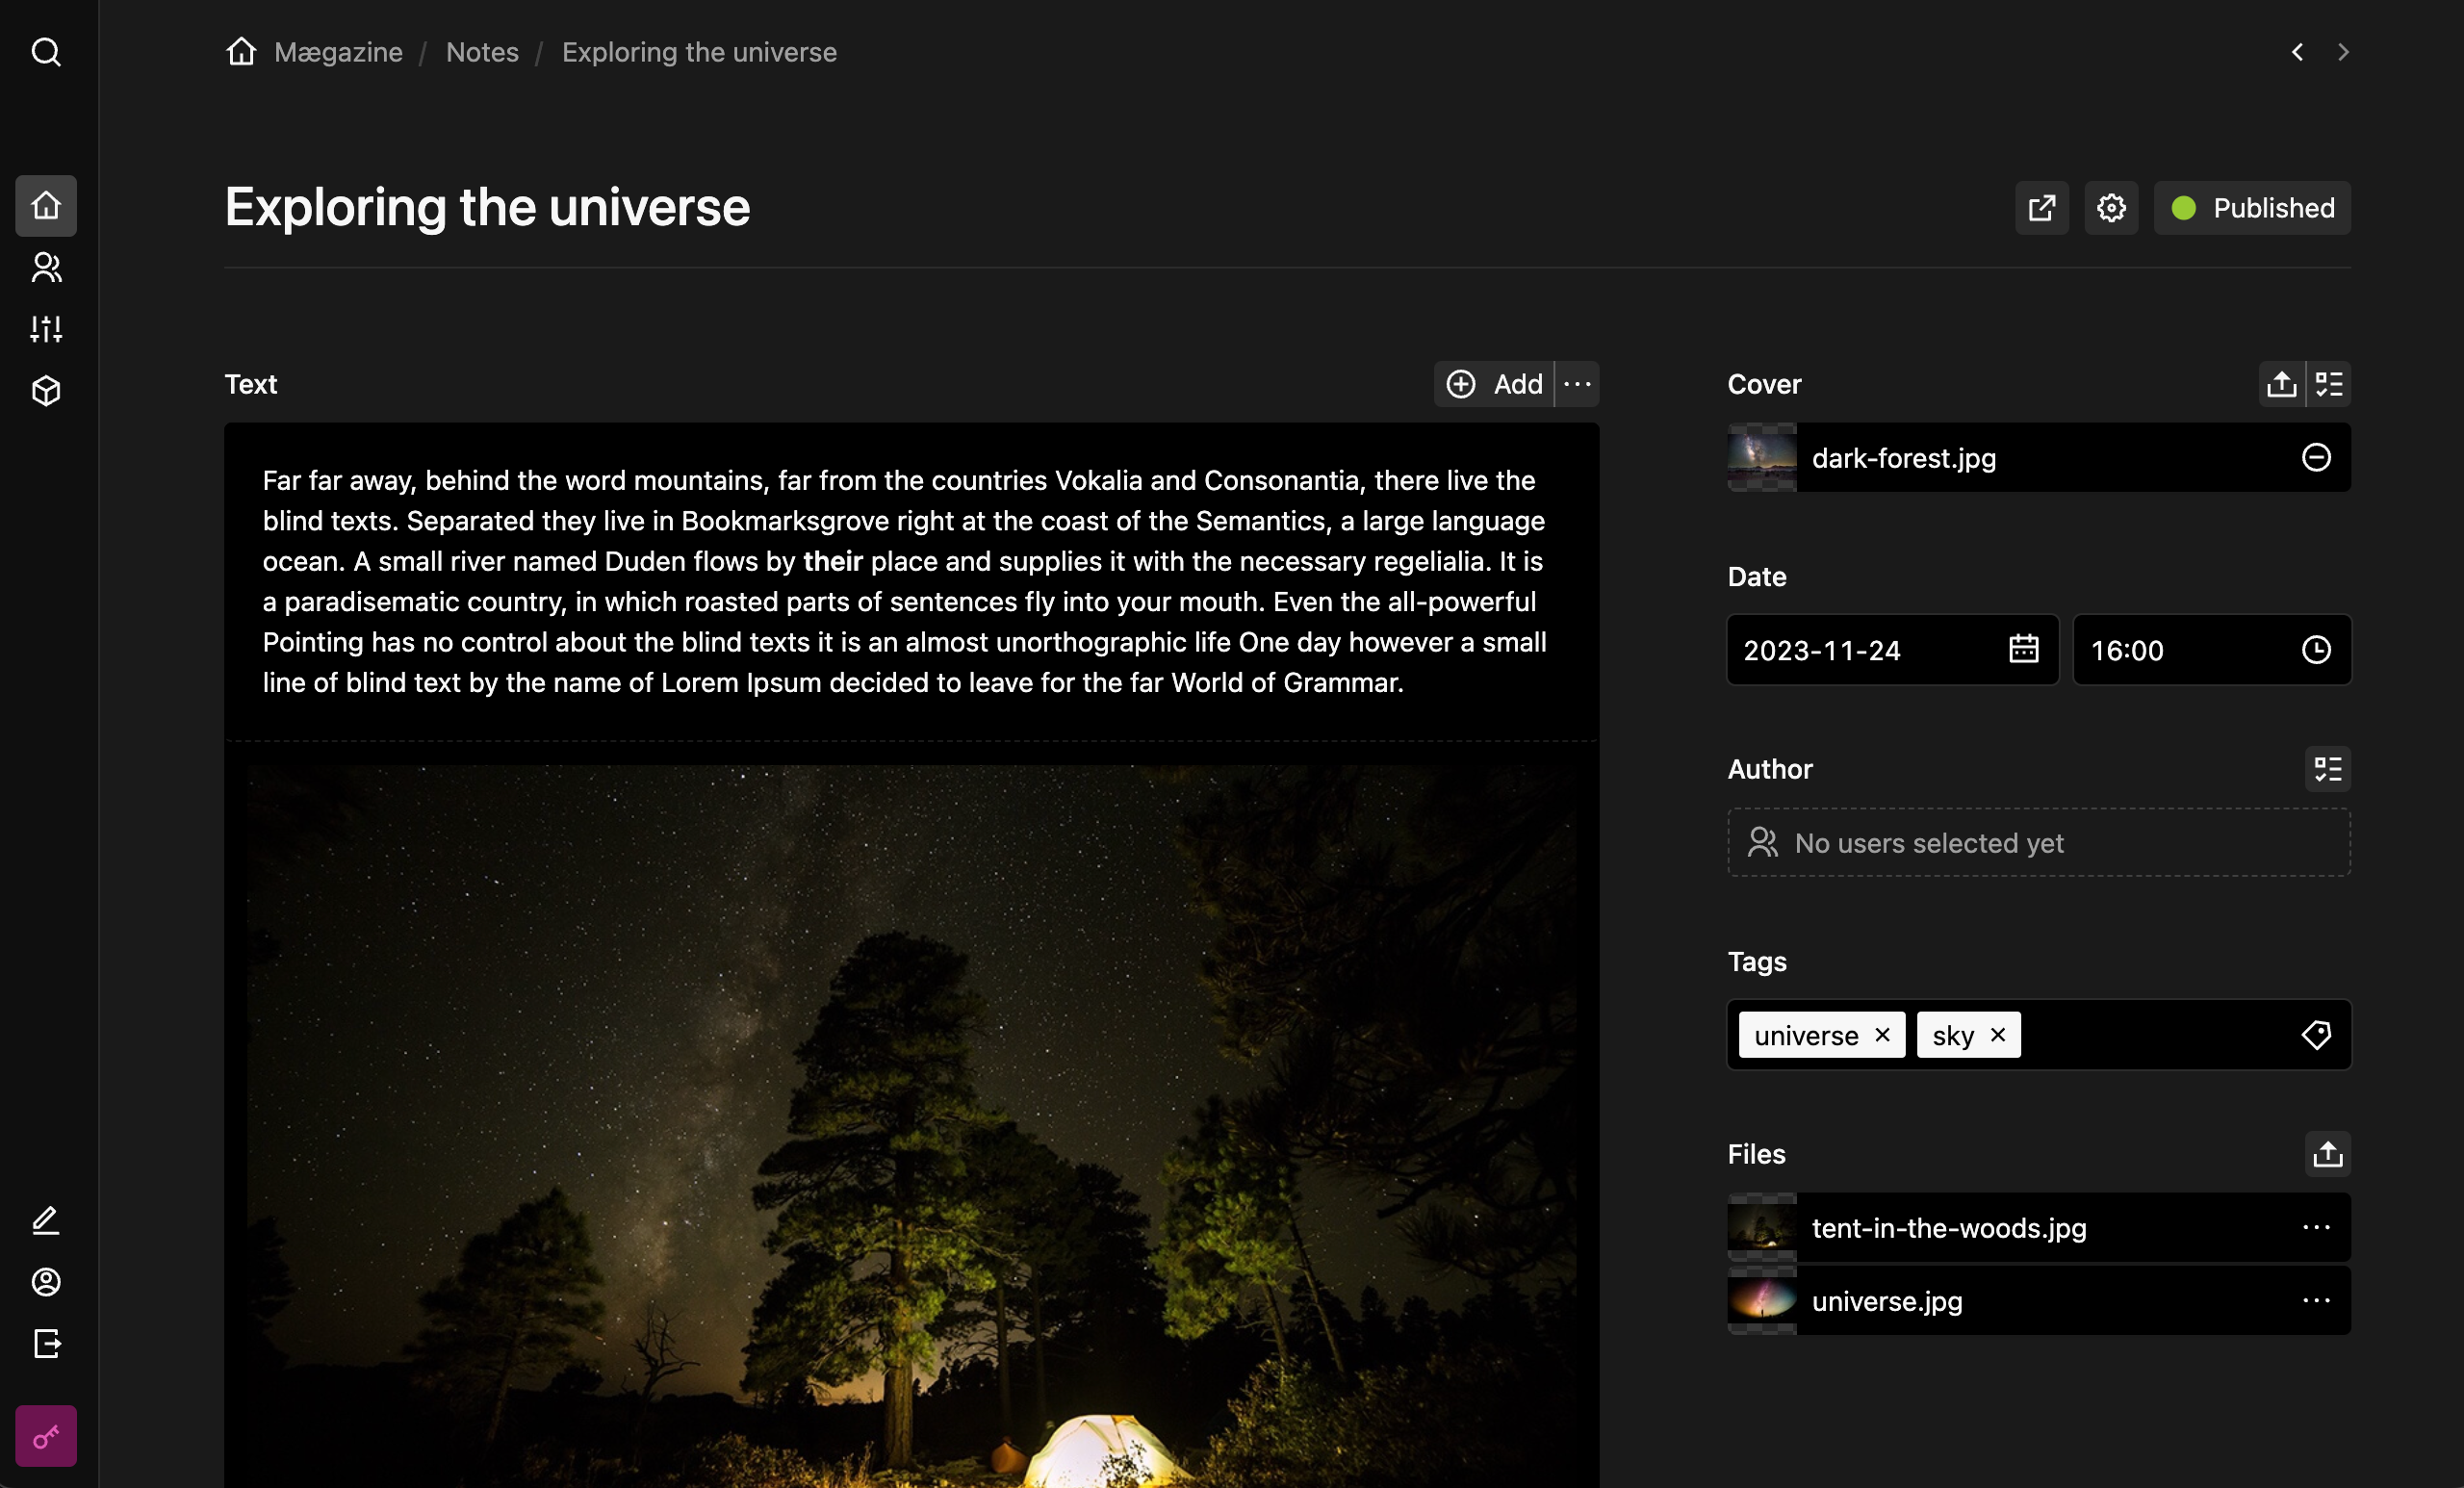 Mægazine / Notes / Exploring the universe
Exploring the universe
Published
Text
Add
Far far away, behind the word mountains, far from the countries Vokalia and Consonantia, there live the
blind texts. Separated they live in Bookmarksgrove right at the coast of the Semantics, a large language
ocean. A small river named Duden flows by their place and supplies it with the necessary regelialia. It is
a paradisematic country, in which roasted parts of sentences fly into your mouth. Even the all-powerful
Pointing has no control about the blind texts it is an almost unorthographic life One day however a small
line of blind text by the name of Lorem Ipsum decided to leave for the far World of Grammar.
Cover
dark-forest.jpg
Date
2023-11-24
16:00
Author
No users selected yet
Tags
universe
sky
Files
tent-in-the-woods.jpg
universe.jpg